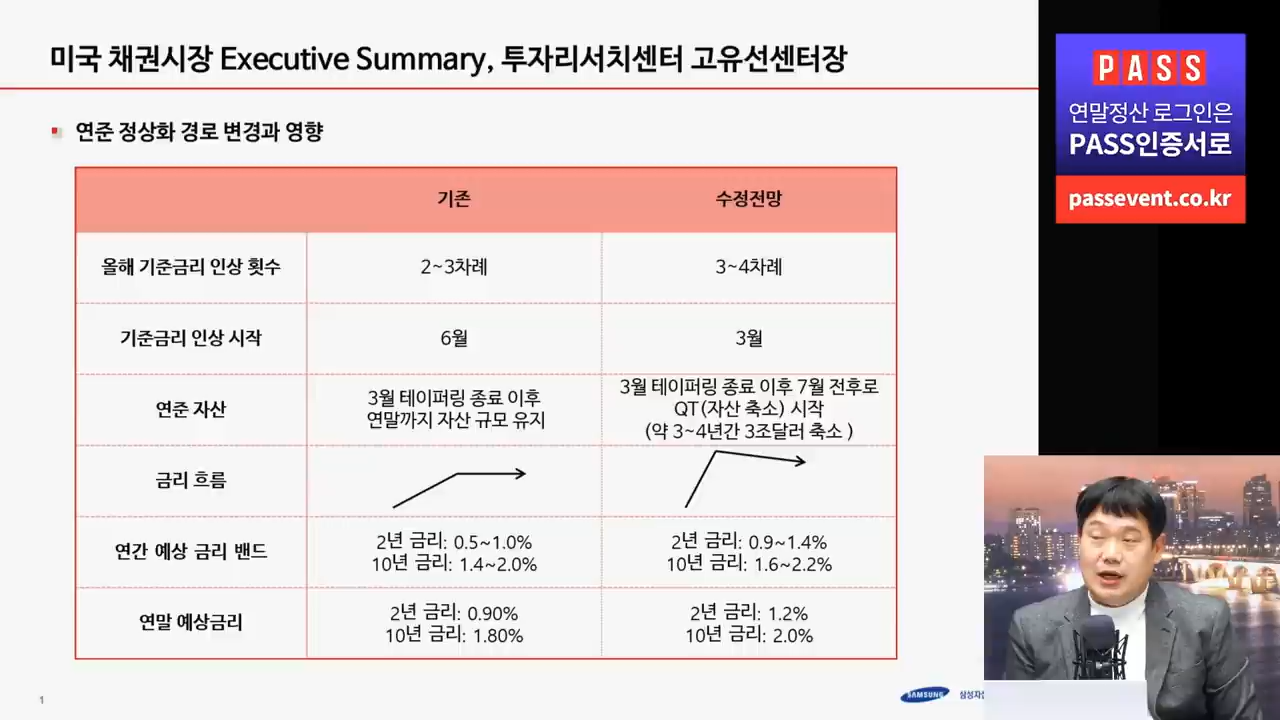 미국 채권시장 Executive Summary, 투자리서치센터 고유선센터장
연준 정상화 경로 변경과 영향
기존
수정전망
올해 기준금리 인상 횟수
2~3차례
3~4차례
기준금리 인상 시작
6월
3월
연준 자산
3월 테이퍼링 종료 이후
연말까지 자산 규모 유지
3월 테이퍼링 종료 이후 7월 전후로
QT(자산 축소) 시작
(약 3~4년간 3조달러 축소 )
금리 흐름
연간 예상 금리 밴드
2년 금리: 0.5~1.0%
10년 금리: 1.4~2.0%
2년 금리: 0.9~1.4%
10년 금리: 1.6~2.2%
연말 예상금리
2년 금리: 0.90%
10년 금리: 1.80%
2년 금리: 1.2%
10년 금리: 2.0%
1
SAMSUNG
삼성자산
PASS
연말정산 로그인은
PASS인증서로
passevent.co.kr